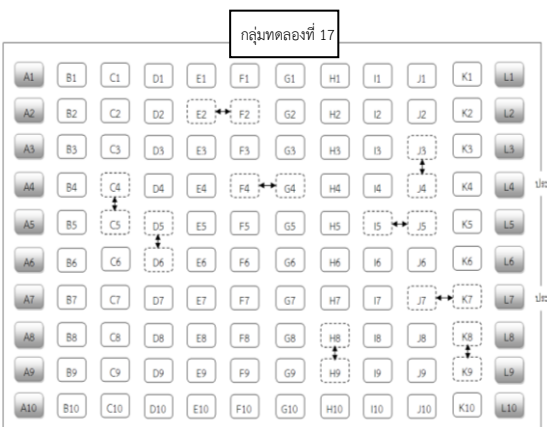 กลุ่มทดลองที่ 17
A1 B1 C1 D1 E1 F1 G1 H1 I1 J1 K1 L1
A2 B2 C2 D2 E2 F2 G2 H2 I2 J2 K2 L2
A3 B3 C3 D3 E3 F3 G3 H3 I3 J3 K3 L3
A4 B4 C4 D4 E4 F4 G4 H4 I4 J4 K4 L4
A5 B5 C5 D5 E5 F5 G5 H5 I5 J5 K5 L5
A6 B6 C6 D6 E6 F6 G6 H6 I6 J6 K6 L6
A7 B7 C7 D7 E7 F7 G7 H7 I7 J7 K7 L7
A8 B8 C8 D8 E8 F8 G8 H8 I8 J8 K8 L8
A9 B9 C9 D9 E9 F9 G9 H9 I9 J9 K9 L9
A10 B10 C10 D10 E10 F10 G10 H10 I10 J10 K10 L10